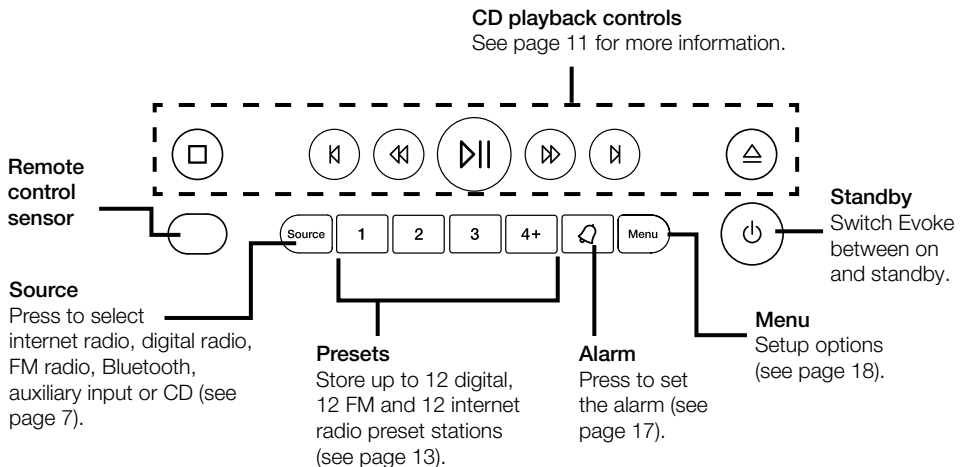 CD playback controls
See page 11 for more information.
Remote
control
sensor
Source
1
2
3
4+
Menu
Standby
Switch Evoke
between on
and standby.
Source
Press to select
internet radio, digital radio,
FM radio, Bluetooth,
auxiliary input or CD (see
page 7).
Presets
Store up to 12 digital,
12 FM and 12 internet
radio preset stations
(see page 13).
Alarm
Press to set
the alarm (see
page 17).
Menu
Setup options
(see page 18).